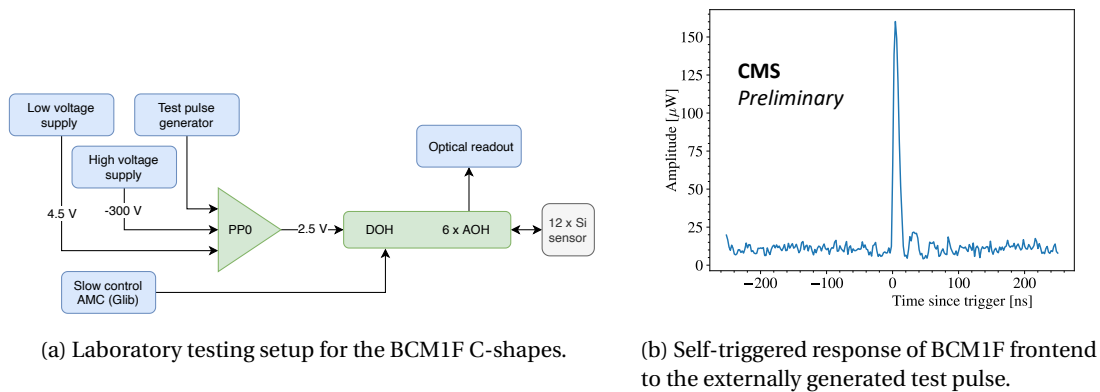 Low voltage
supply
Test pulse
generator
High voltage
supply
Optical readout
4.5 V
-300 V
PP0
2.5 V
DOH
6 x AOH
12 x Si
sensor
Slow control
AMC (Glib)
(a) Laboratory testing setup for the BCM1F C-shapes.
CMS
Preliminary
Amplitude [μW]
150
125
100
75
50
25
0
−200
−100
0
100
200
Time since trigger [ns]
(b) Self-triggered response of BCM1F frontend
to the externally generated test pulse.